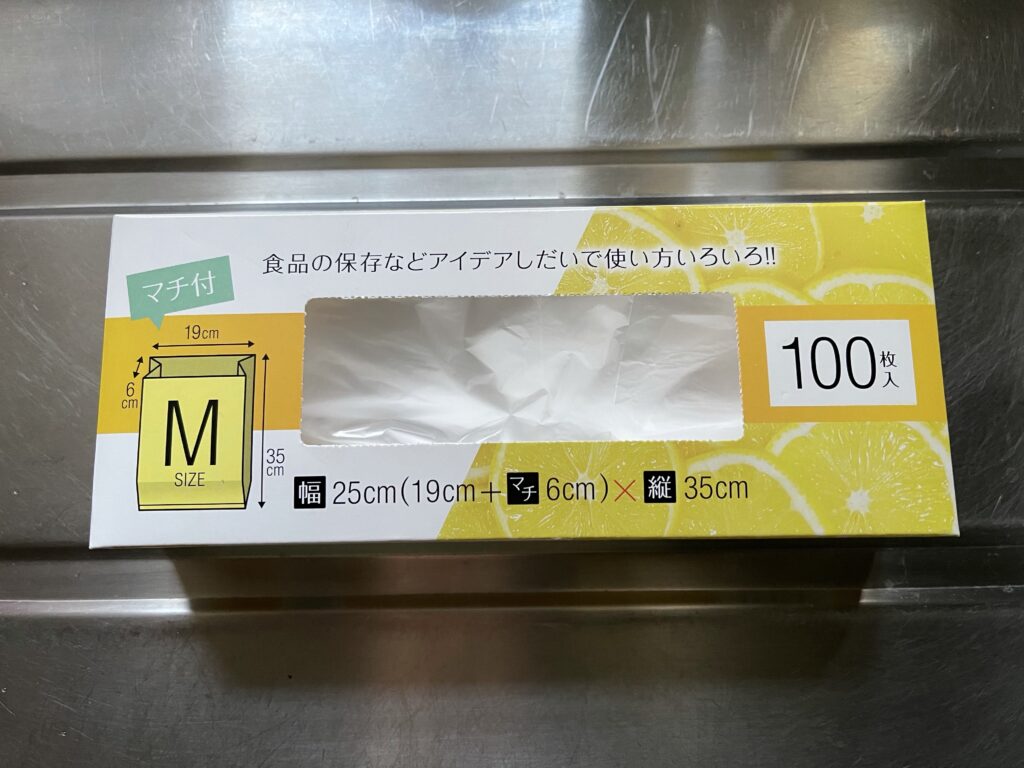 食品の保存などアイデアしだいで使い方いろいろ!!
マチ付
19cm
6cm
M
SIZE
35cm
100枚入
幅 25cm(19cm+マチ 6cm)×縦 35cm